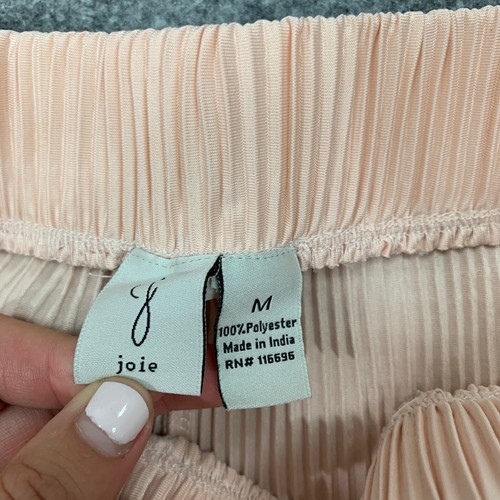 joie
M
100%Polyester
Made in India
RN# 116696